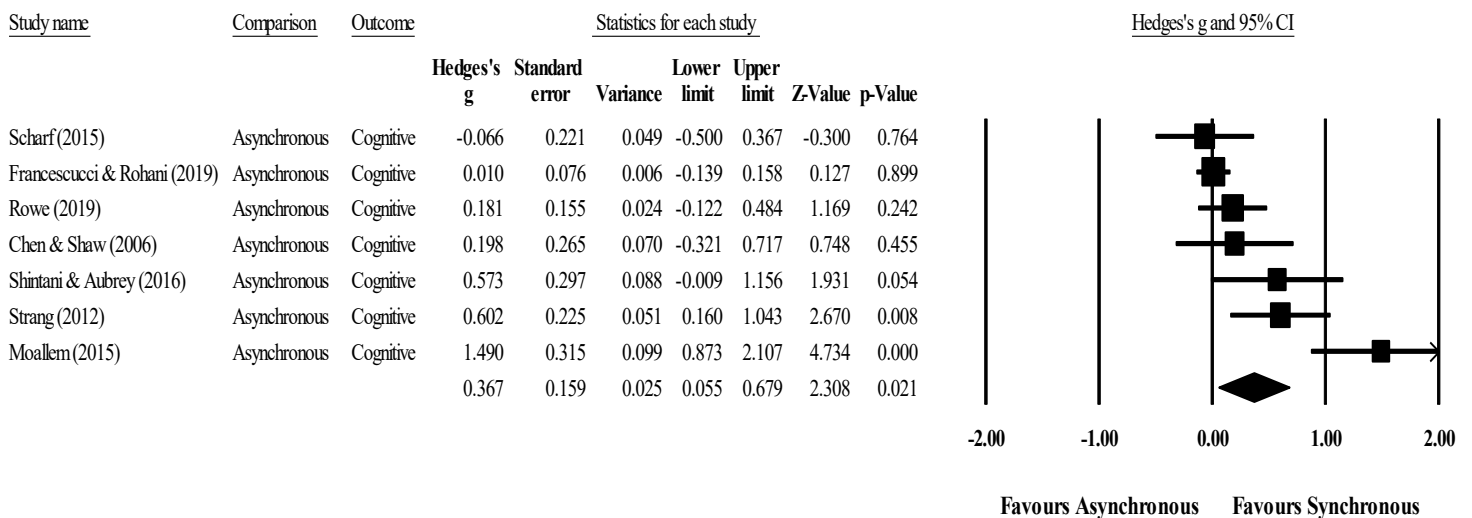 Study name Comparison Outcome Statistics for each study Hedges's g and 95% CI
Hedges's Standard Lower Upper
g error Variance limit limit Z-Value p-Value
Scharf (2015) Asynchronous Cognitive -0.066 0.221 0.049 -0.500 0.367 -0.300 0.764
Francescucci & Rohani (2019) Asynchronous Cognitive 0.010 0.076 0.006 -0.139 0.158 0.127 0.899
Rowe (2019) Asynchronous Cognitive 0.181 0.155 0.024 -0.122 0.484 1.169 0.242
Chen & Shaw (2006) Asynchronous Cognitive 0.198 0.265 0.070 -0.321 0.717 0.748 0.455
Shintani & Aubrey (2016) Asynchronous Cognitive 0.573 0.297 0.088 -0.009 1.156 1.931 0.054
Strang (2012) Asynchronous Cognitive 0.602 0.225 0.051 0.160 1.043 2.670 0.008
Moallem (2015) Asynchronous Cognitive 1.490 0.315 0.099 0.873 2.107 4.734 0.000
0.367 0.159 0.025 0.055 0.679 2.308 0.021
-2.00 -1.00 0.00 1.00 2.00
Favours Asynchronous Favours Synchronous